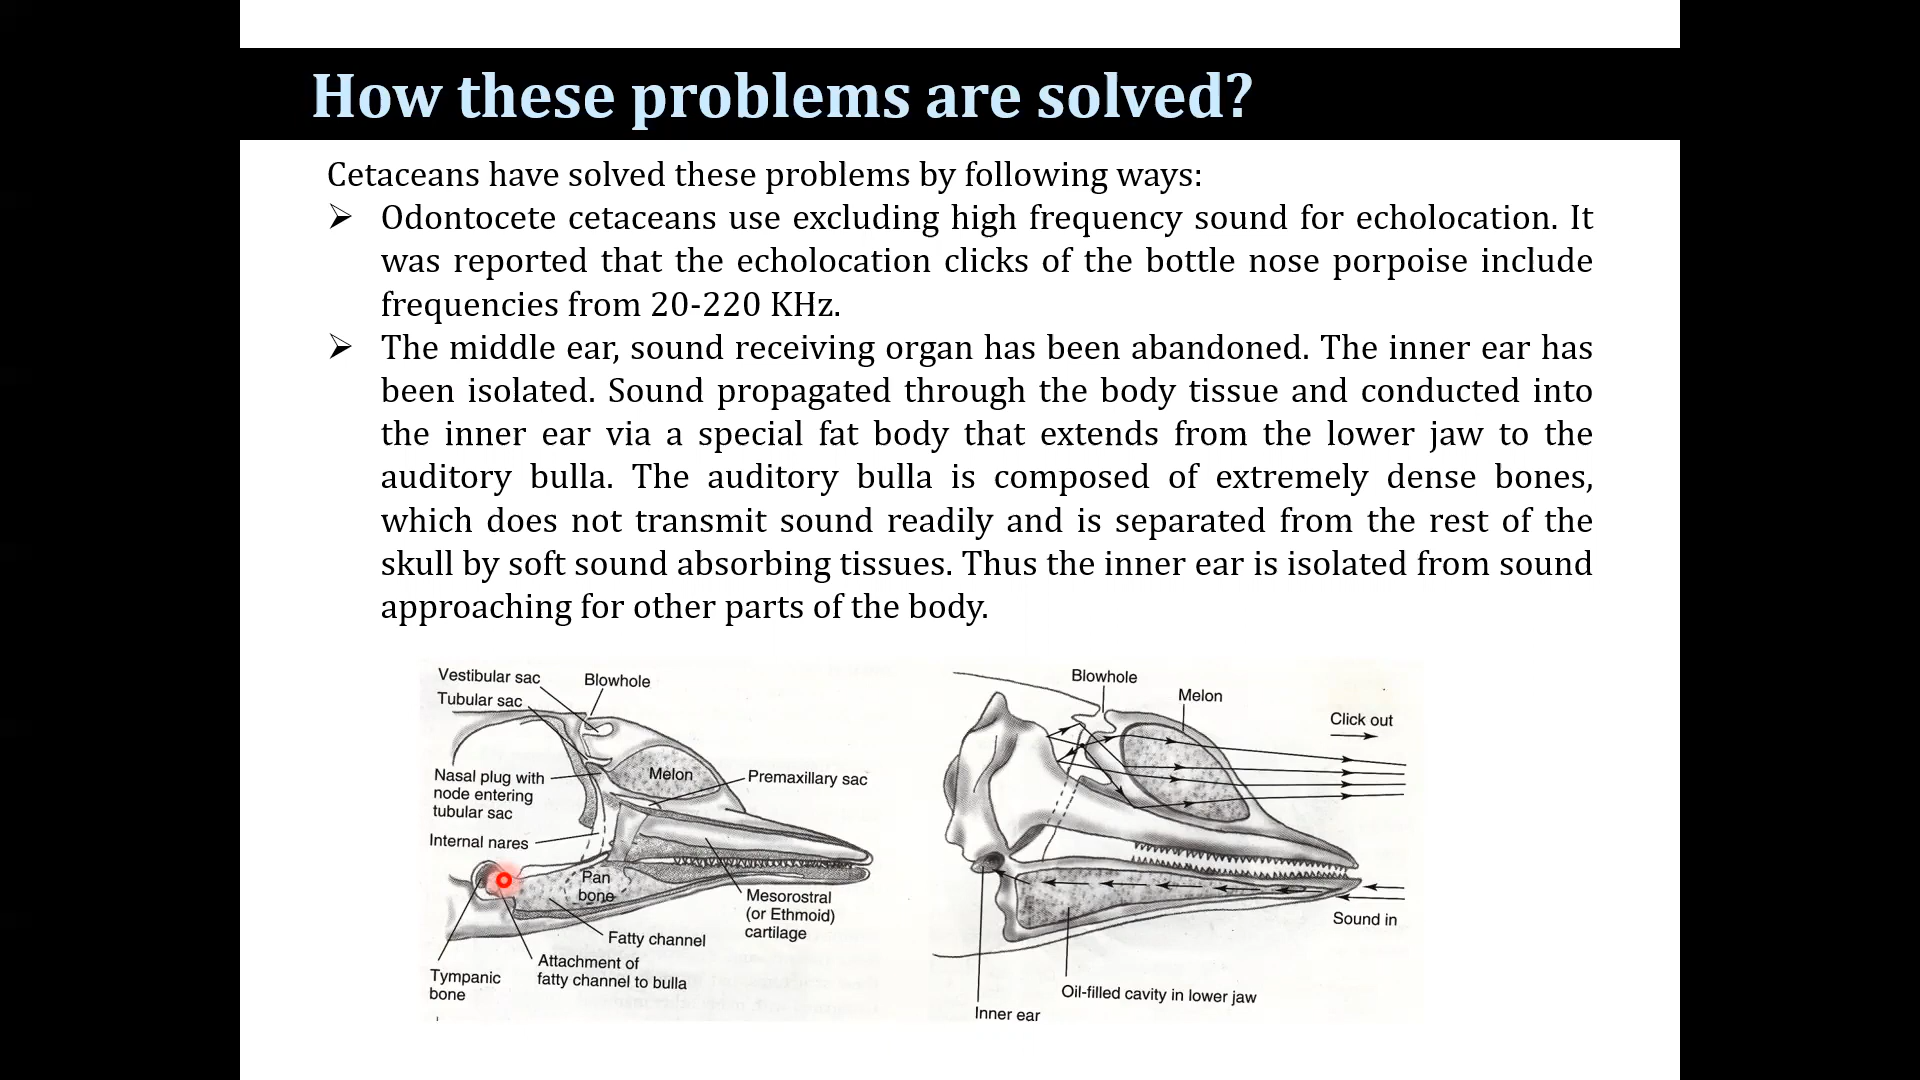 How these problems are solved?
Cetaceans have solved these problems by following ways:
➢ Odontocete cetaceans use excluding high frequency sound for echolocation. It
was reported that the echolocation clicks of the bottle nose porpoise include
frequencies from 20-220 KHz.
➢ The middle ear, sound receiving organ has been abandoned. The inner ear has
been isolated. Sound propagated through the body tissue and conducted into
the inner ear via a special fat body that extends from the lower jaw to the
auditory bulla. The auditory bulla is composed of extremely dense bones,
which does not transmit sound readily and is separated from the rest of the
skull by soft sound absorbing tissues. Thus the inner ear is isolated from sound
approaching for other parts of the body.
Vestibular sac
Blowhole
Tubular sac
Melon
Premaxillary sac
Nasal plug with
node entering
tubular sac
Internal nares
Pan
bone
Mesorostral
(or Ethmoid)
cartilage
Fatty channel
Attachment of
fatty channel to bulla
Tympanic
bone
Blowhole
Melon
Click out
Sound in
Oil-filled cavity in lower jaw
Inner ear